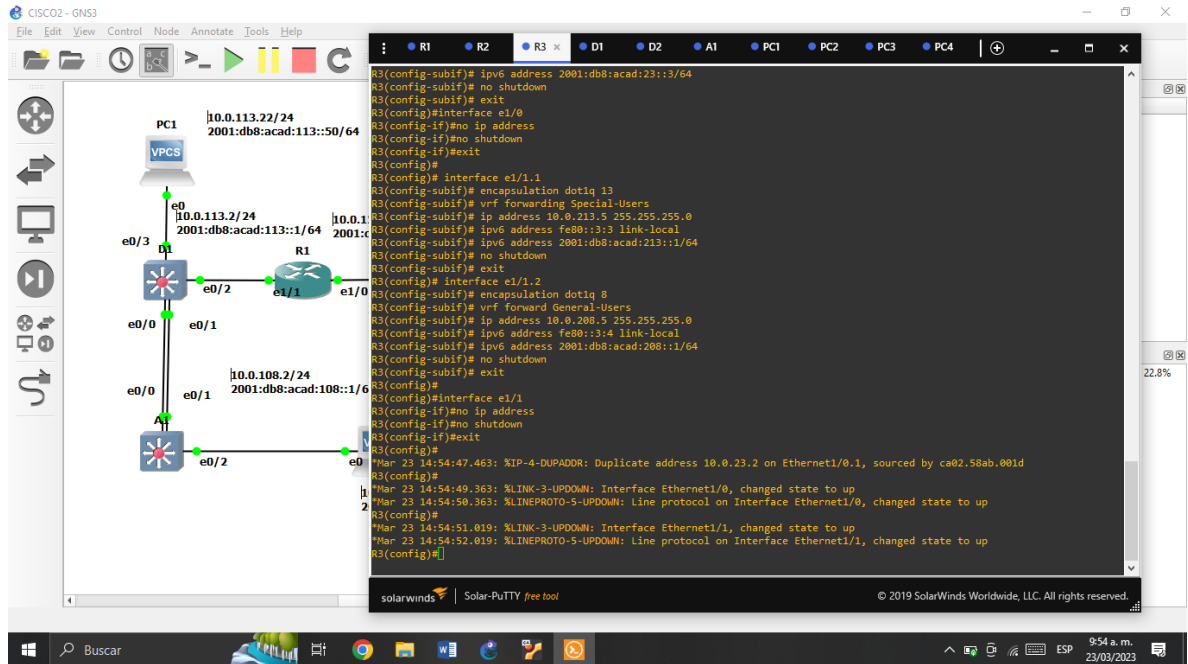 CISCO2 - GNS3
File Edit View Control Node Annotate Tools Help
R1 R2 R3 × D1 D2 A1 PC1 PC2 PC3 PC4
PC1
10.0.113.22/24
2001:db8:acad:113::50/64
VPCS
e0
10.0.113.2/24
2001:db8:acad:113::1/64
e0/3
D1
R1
e0/2
e1/1
e1/0
e0/0
e0/1
10.0.108.2/24
e0/0
e0/1
A1
e0/2
e0
R3(config-subif)# ipv6 address 2001:db8:acad:23::3/64
R3(config-subif)# no shutdown
R3(config-subif)# exit
R3(config)#interface e1/0
R3(config-if)#no ip address
R3(config-if)#no shutdown
R3(config-if)#exit
R3(config)#
R3(config)# interface e1/1.1
R3(config-subif)# encapsulation dot1q 13
R3(config-subif)# vrf forwarding Special-Users
R3(config-subif)# ip address 10.0.213.5 255.255.255.0
R3(config-subif)# ipv6 address fe80::3:3 link-local
R3(config-subif)# ipv6 address 2001:db8:acad:213::1/64
R3(config-subif)# no shutdown
R3(config-subif)# exit
R3(config)# interface e1/1.2
R3(config-subif)# encapsulation dot1q 8
R3(config-subif)# vrf forward General-Users
R3(config-subif)# ip address 10.0.208.5 255.255.255.0
R3(config-subif)# ipv6 address fe80::3:4 link-local
R3(config-subif)# ipv6 address 2001:db8:acad:208::1/64
R3(config-subif)# no shutdown
R3(config-subif)# exit
R3(config)#
R3(config)#interface e1/1
R3(config-if)#no ip address
R3(config-if)#no shutdown
R3(config-if)#exit
R3(config)#
*Mar 23 14:54:47.463: %IP-4-DUPADDR: Duplicate address 10.0.23.2 on Ethernet1/0.1, sourced by ca02.58ab.001d
R3(config)#
*Mar 23 14:54:49.363: %LINK-3-UPDOWN: Interface Ethernet1/0, changed state to up
*Mar 23 14:54:50.363: %LINEPROTO-5-UPDOWN: Line protocol on Interface Ethernet1/0, changed state to up
R3(config)#
*Mar 23 14:54:51.019: %LINK-3-UPDOWN: Interface Ethernet1/1, changed state to up
*Mar 23 14:54:52.019: %LINEPROTO-5-UPDOWN: Line protocol on Interface Ethernet1/1, changed state to up
R3(config)#
22.8%
solarwinds Solar-PuTTY free tool
© 2019 SolarWinds Worldwide, LLC. All rights reserved.
Buscar
ESP
9:54 a. m.
23/03/2023